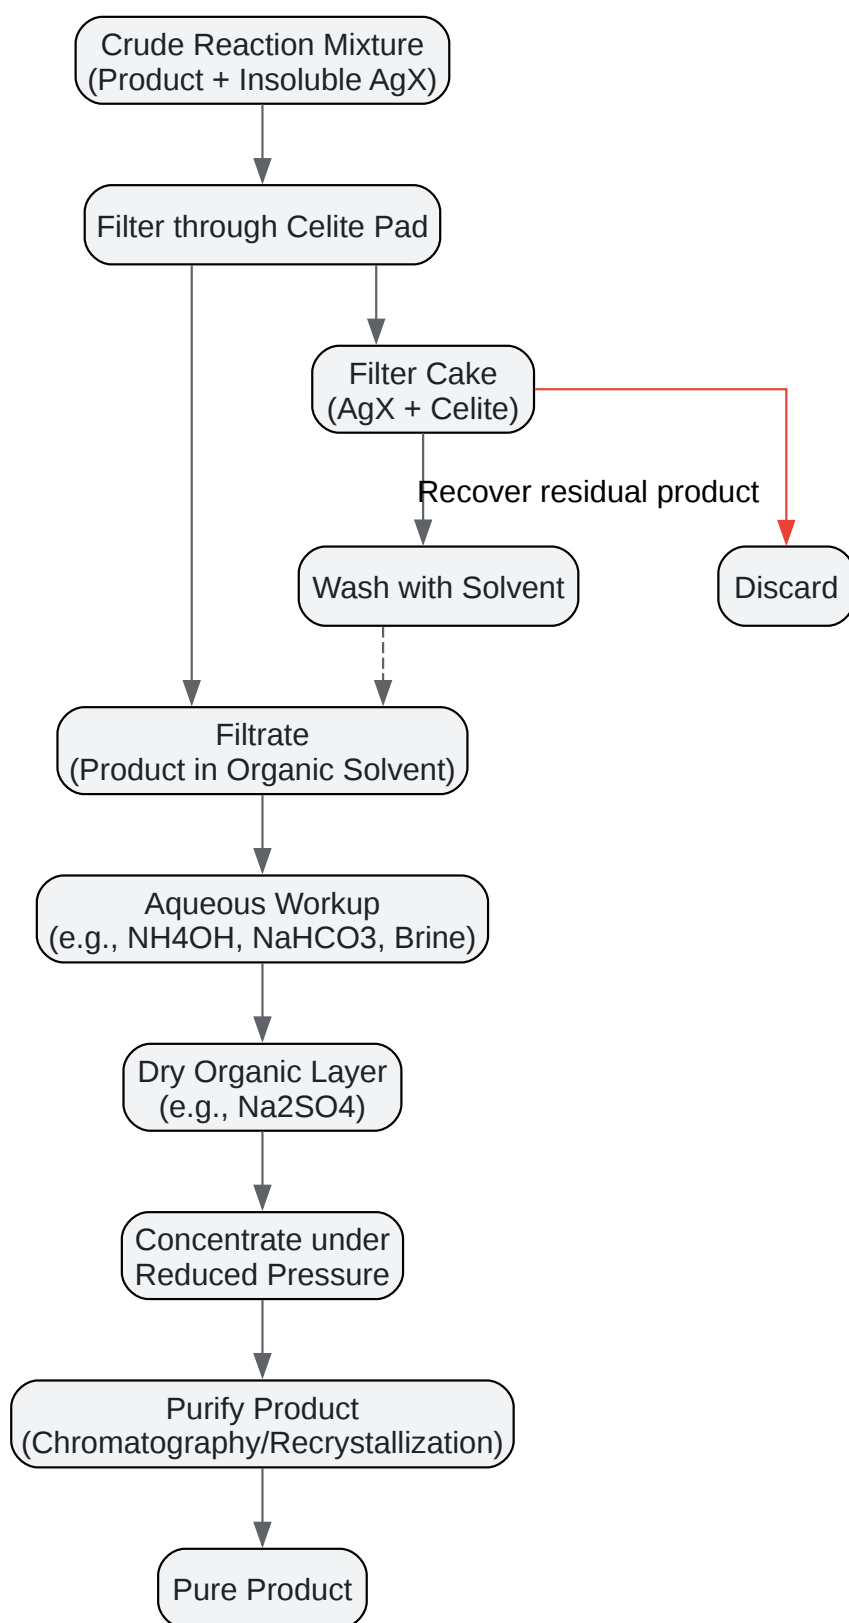 Crude Reaction Mixture
(Product + Insoluble AgX)
Filter through Celite Pad
Filter Cake
(AgX + Celite)
Recover residual product
Wash with Solvent
Discard
Filtrate
(Product in Organic Solvent)
Aqueous Workup
(e.g., NH4OH, NaHCO3, Brine)
Dry Organic Layer
(e.g., Na2SO4)
Concentrate under
Reduced Pressure
Purify Product
(Chromatography/Recrystallization)
Pure Product